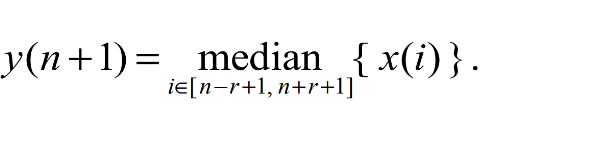 y(n+1) = median { x(i) } .
i∈[n−r+1, n+r+1]